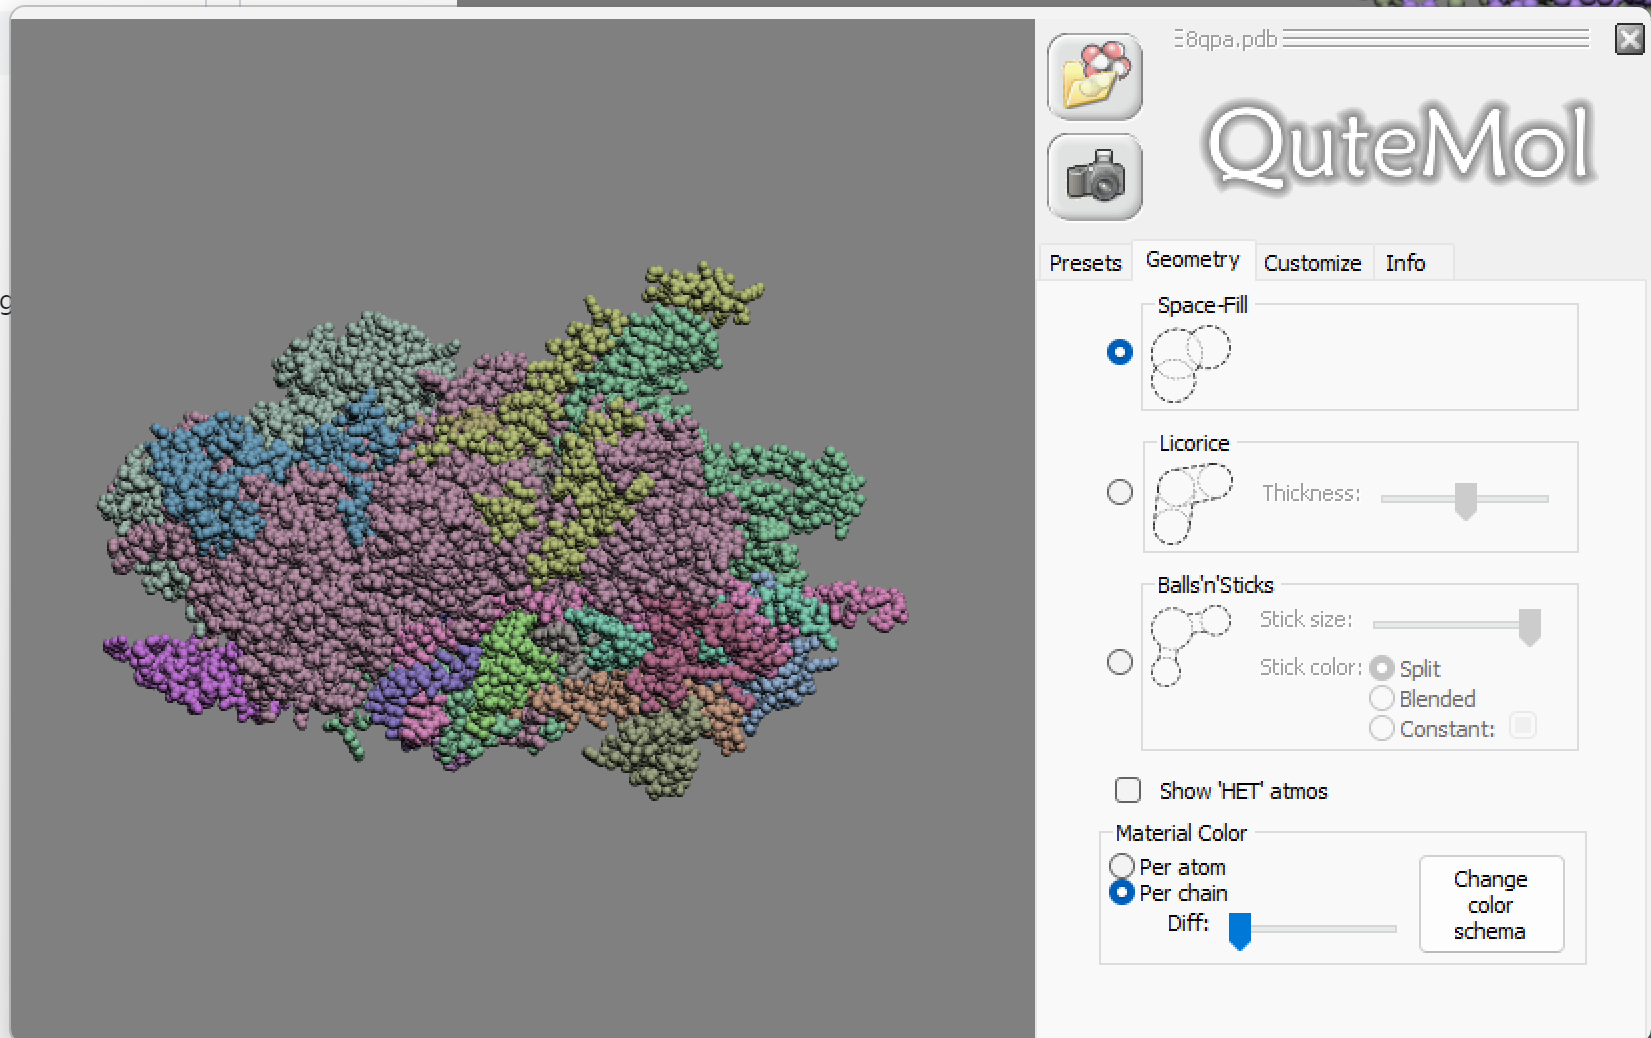 8qpa.pdb
QuteMol
Presets Geometry Customize Info
g
Space-Fill
Licorice
Thickness:
Balls'n'Sticks
Stick size:
Stick color: Split
Blended
Constant:
Show 'HET' atmos
Material Color
Per atom
Per chain
Diff:
Change
color
schema